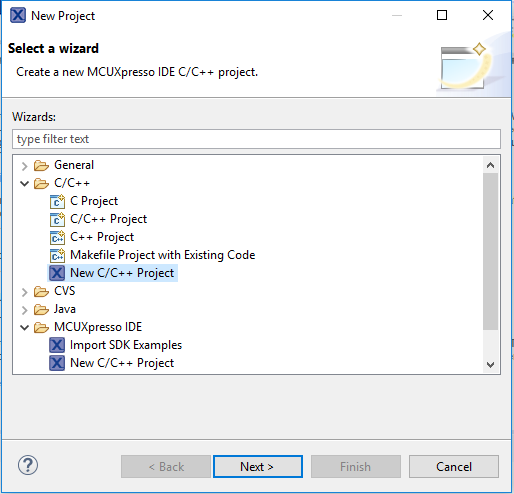 New Project
Select a wizard
Create a new MCUXpresso IDE C/C++ project.
Wizards:
type filter text
General
C/C++
C Project
C/C++ Project
C++ Project
Makefile Project with Existing Code
New C/C++ Project
CVS
Java
MCUXpresso IDE
Import SDK Examples
New C/C++ Project
< Back
Next >
Finish
Cancel